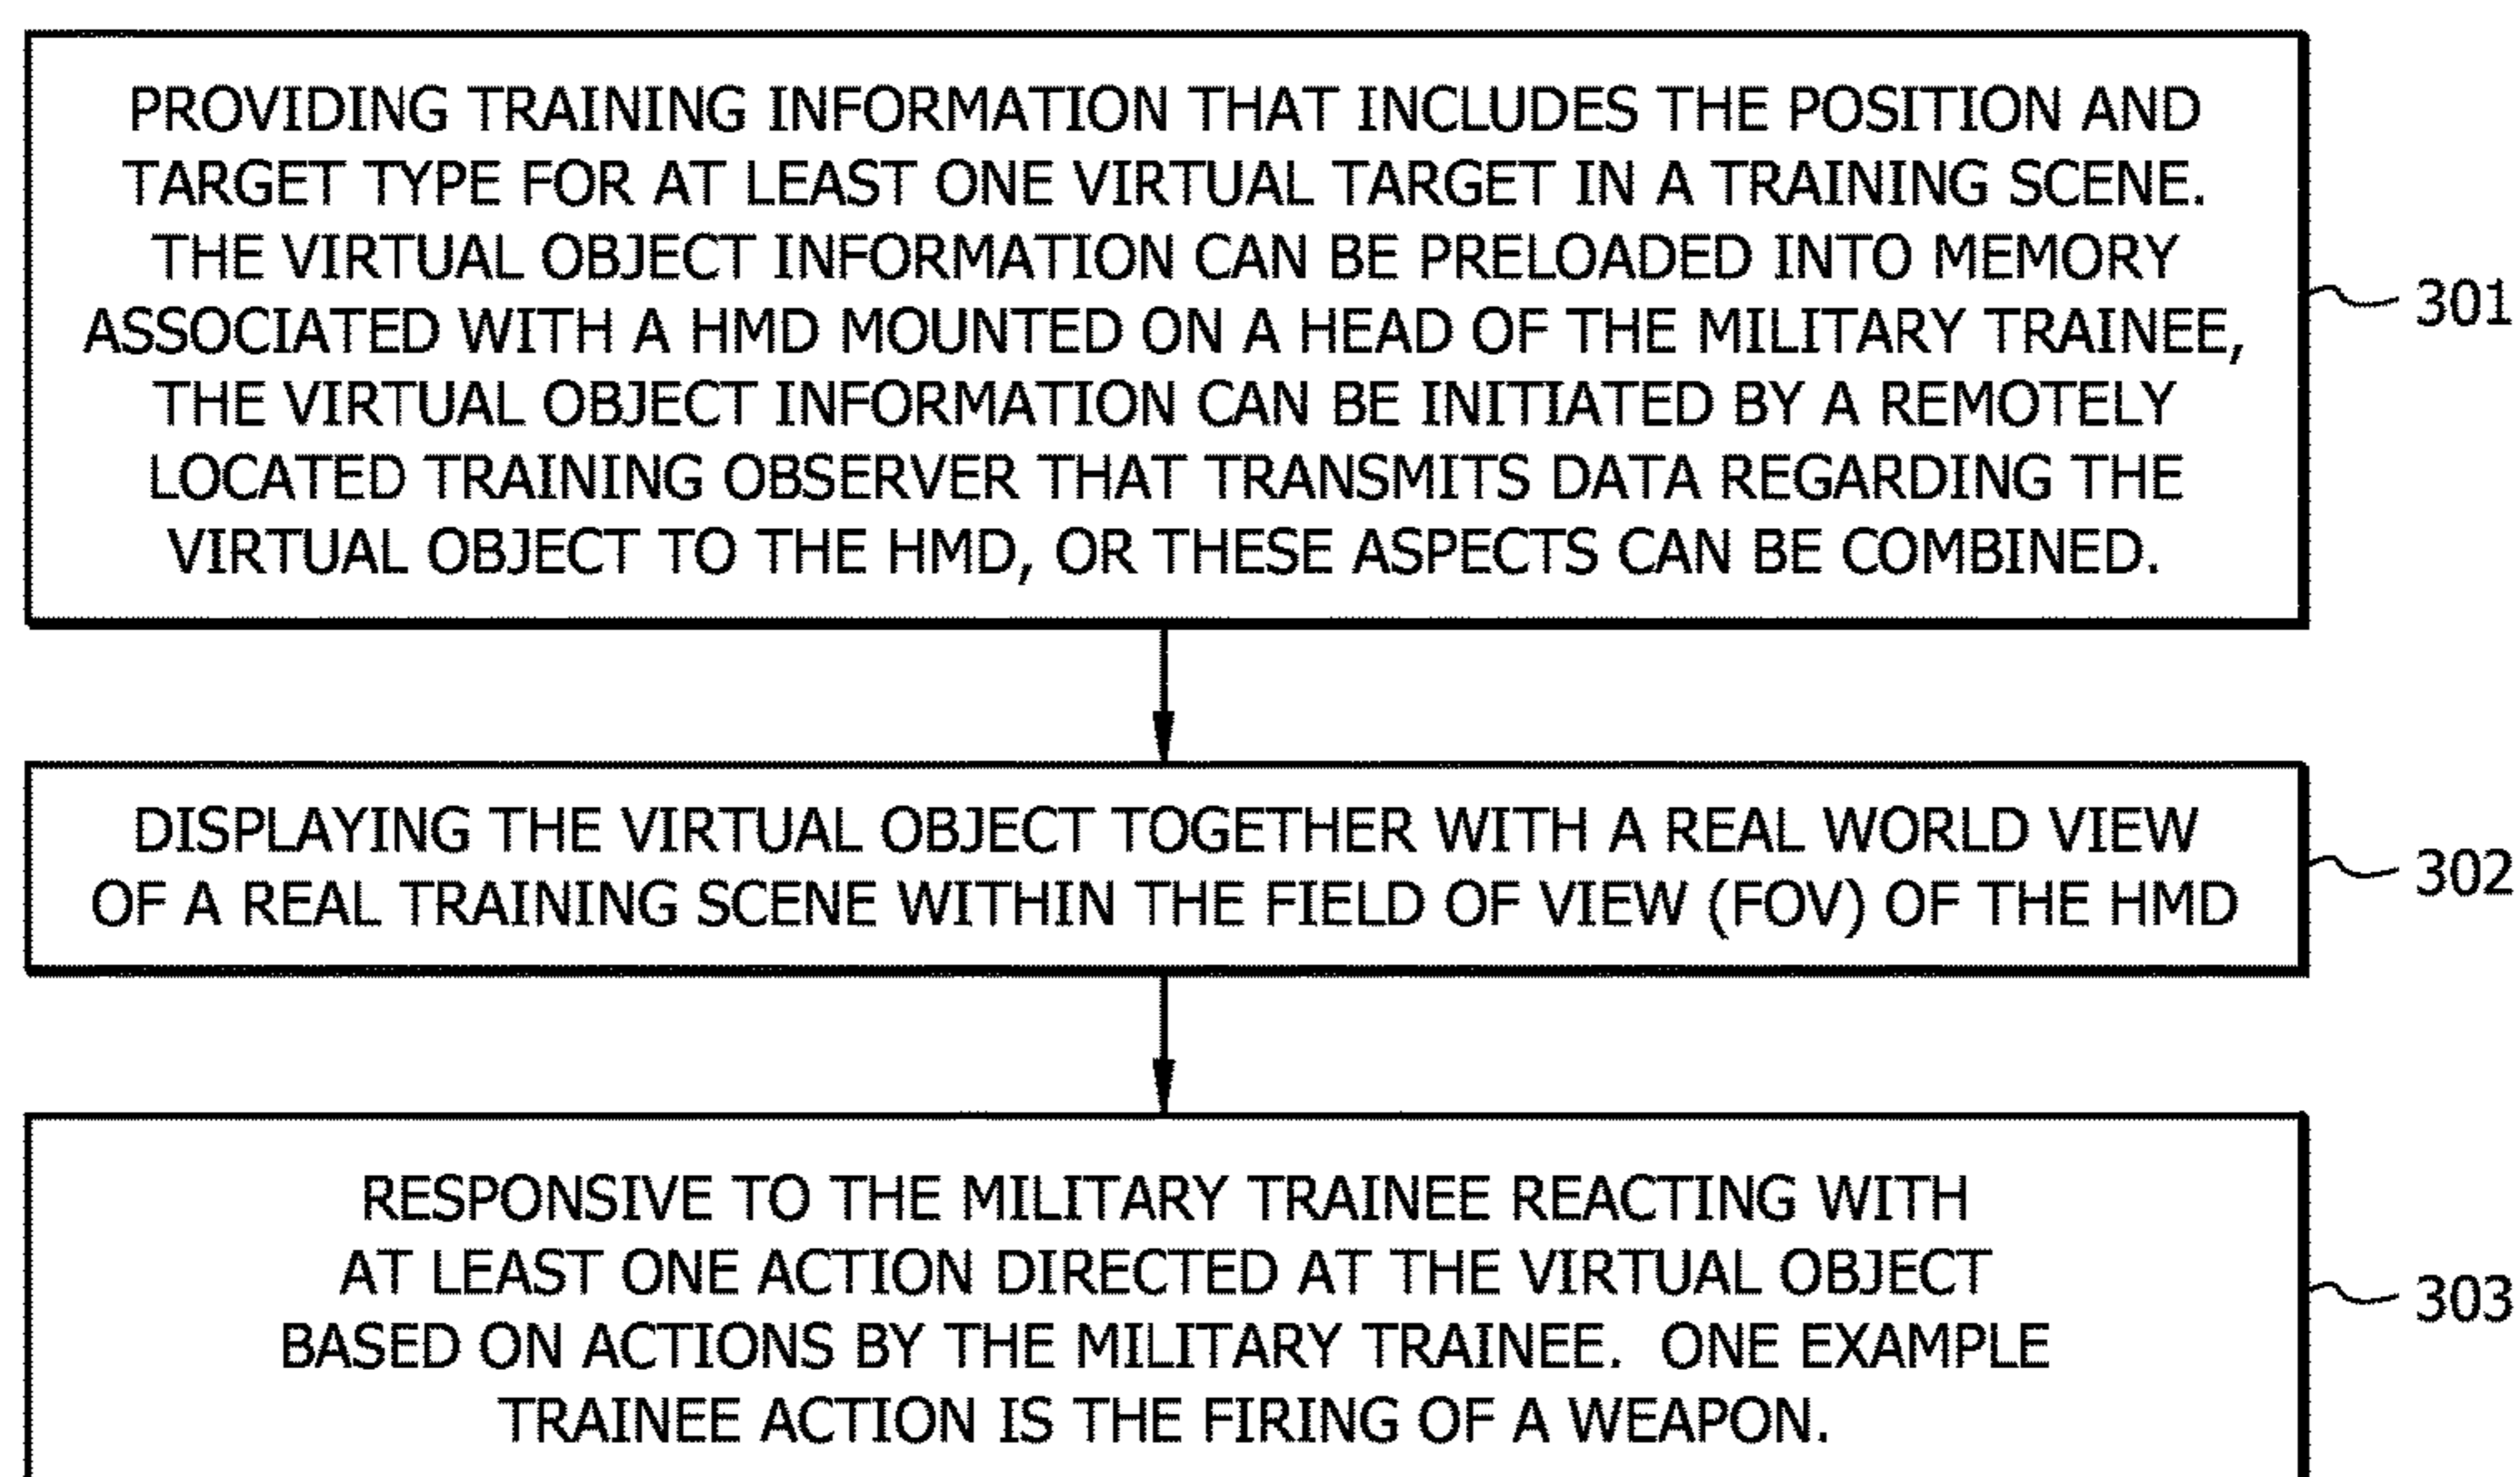 PROVIDING TRAINING INFORMATION THAT INCLUDES THE POSITION AND
TARGET TYPE FOR AT LEAST ONE VIRTUAL TARGET IN A TRAINING SCENE.
THE VIRTUAL OBJECT INFORMATION CAN BE PRELOADED INTO MEMORY
ASSOCIATED WITH A HMD MOUNTED ON A HEAD OF THE MILITARY TRAINEE,
THE VIRTUAL OBJECT INFORMATION CAN BE INITIATED BY A REMOTELY
LOCATED TRAINING OBSERVER THAT TRANSMITS DATA REGARDING THE
VIRTUAL OBJECT TO THE HMD, OR THESE ASPECTS CAN BE COMBINED.
301
DISPLAYING THE VIRTUAL OBJECT TOGETHER WITH A REAL WORLD VIEW
OF A REAL TRAINING SCENE WITHIN THE FIELD OF VIEW (FOV) OF THE HMD
302
RESPONSIVE TO THE MILITARY TRAINEE REACTING WITH
AT LEAST ONE ACTION DIRECTED AT THE VIRTUAL OBJECT
BASED ON ACTIONS BY THE MILITARY TRAINEE. ONE EXAMPLE
TRAINEE ACTION IS THE FIRING OF A WEAPON.
303